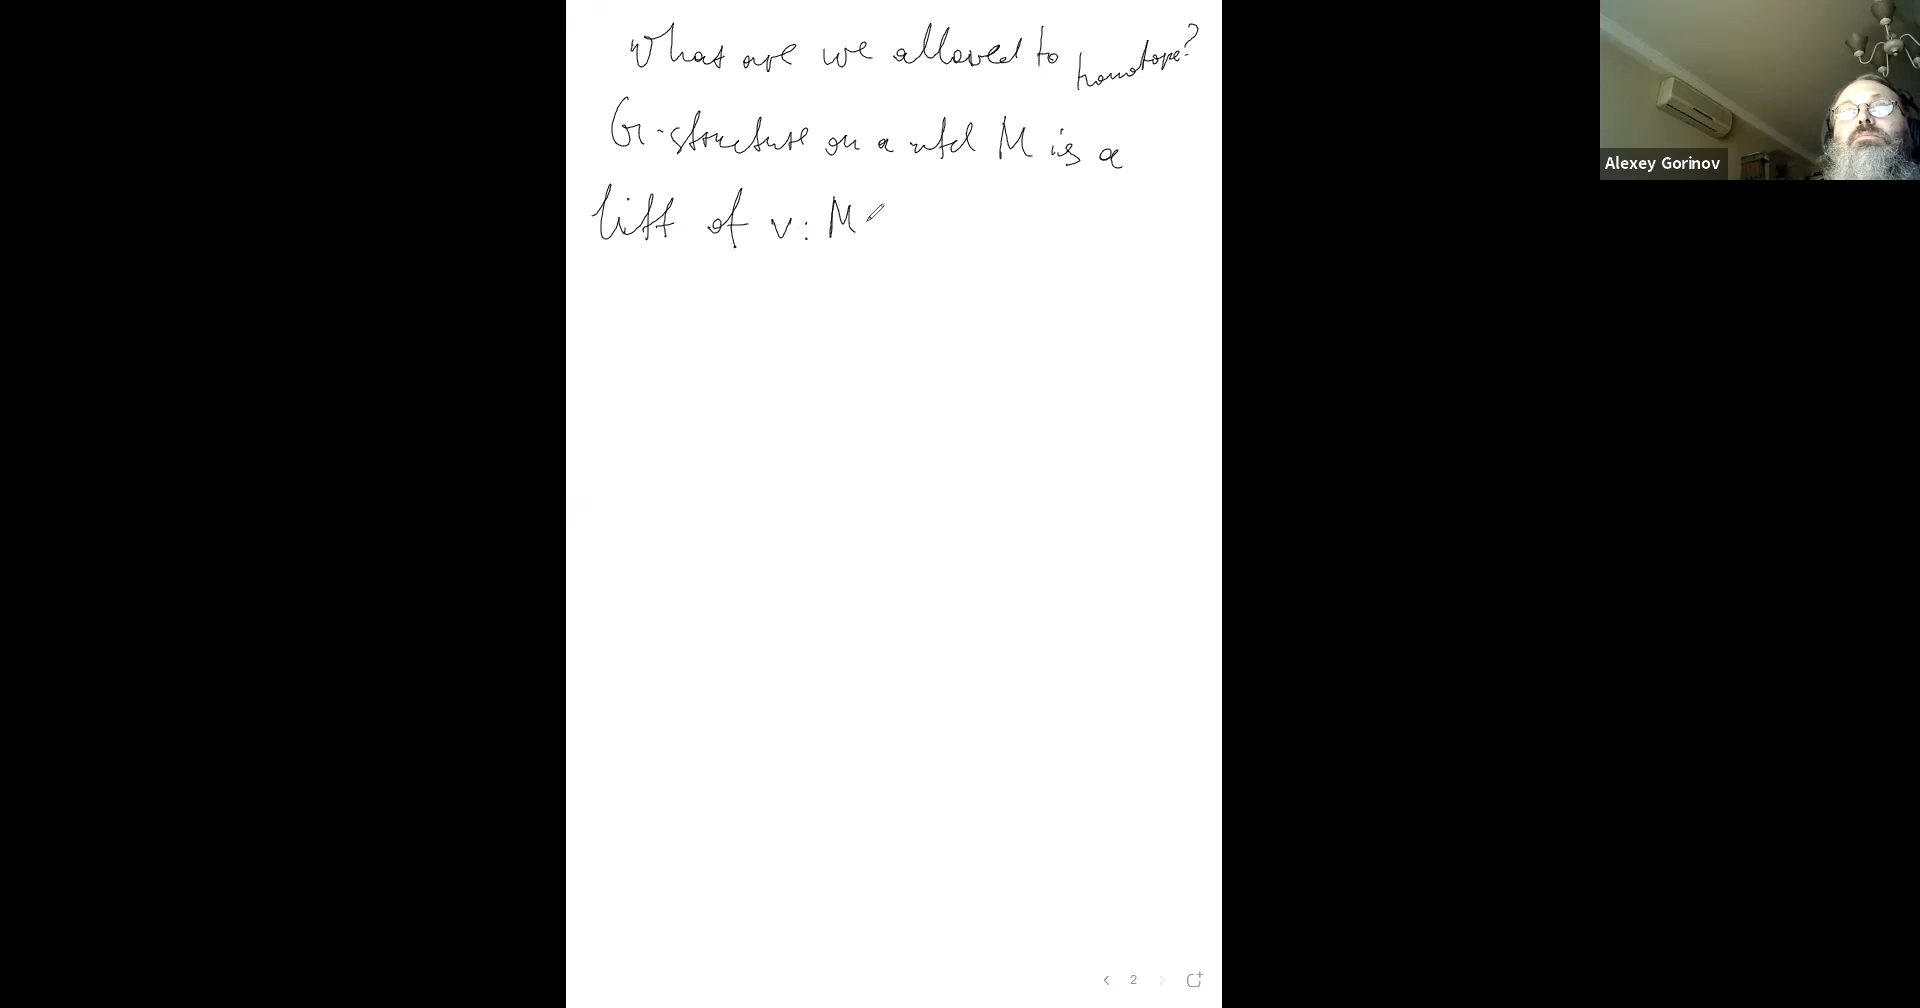 What are we allowed to homotope?
G-structure on a mfd M is a
lift of ν: M
Alexey Gorinov
2